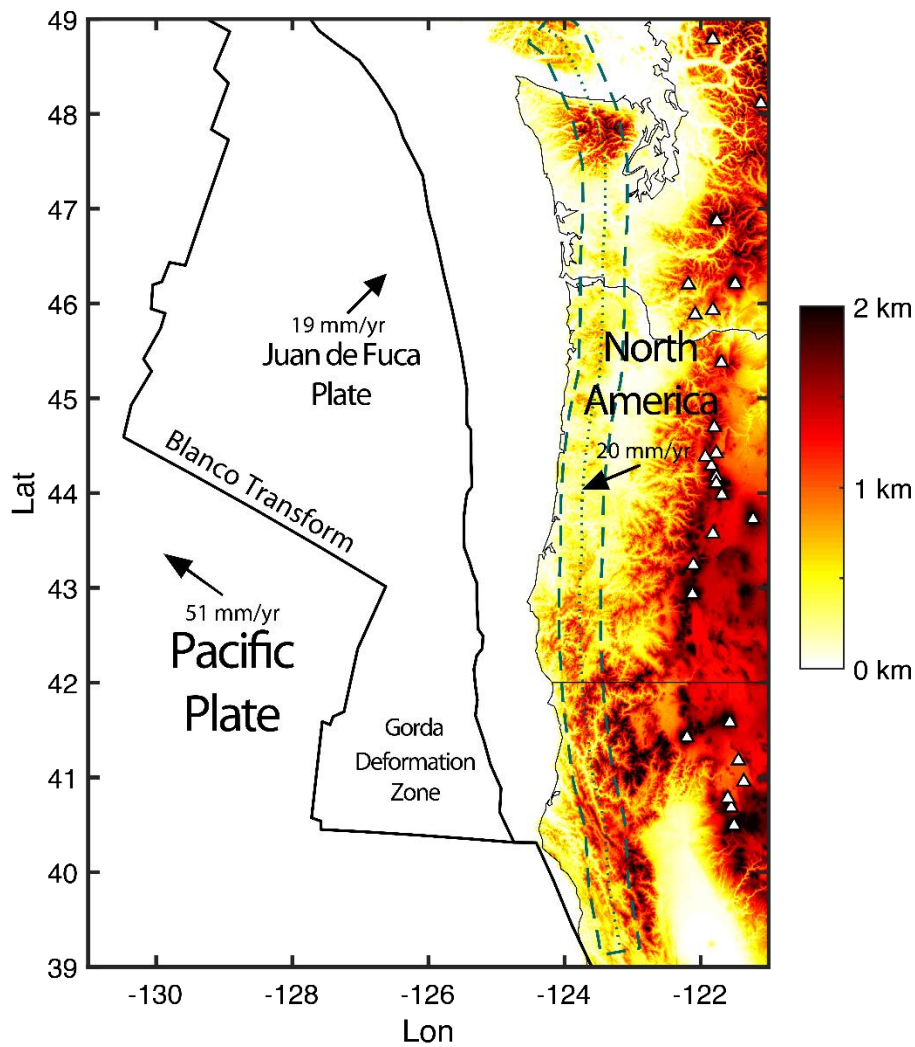 49
48
47
46
45
44
43
42
41
40
39
Lat
-130
-128
-126
-124
-122
Lon
19 mm/yr
Juan de Fuca
Plate
North
America
20 mm/yr
Blanco Transform
51 mm/yr
Pacific
Plate
Gorda
Deformation
Zone
2 km
1 km
0 km